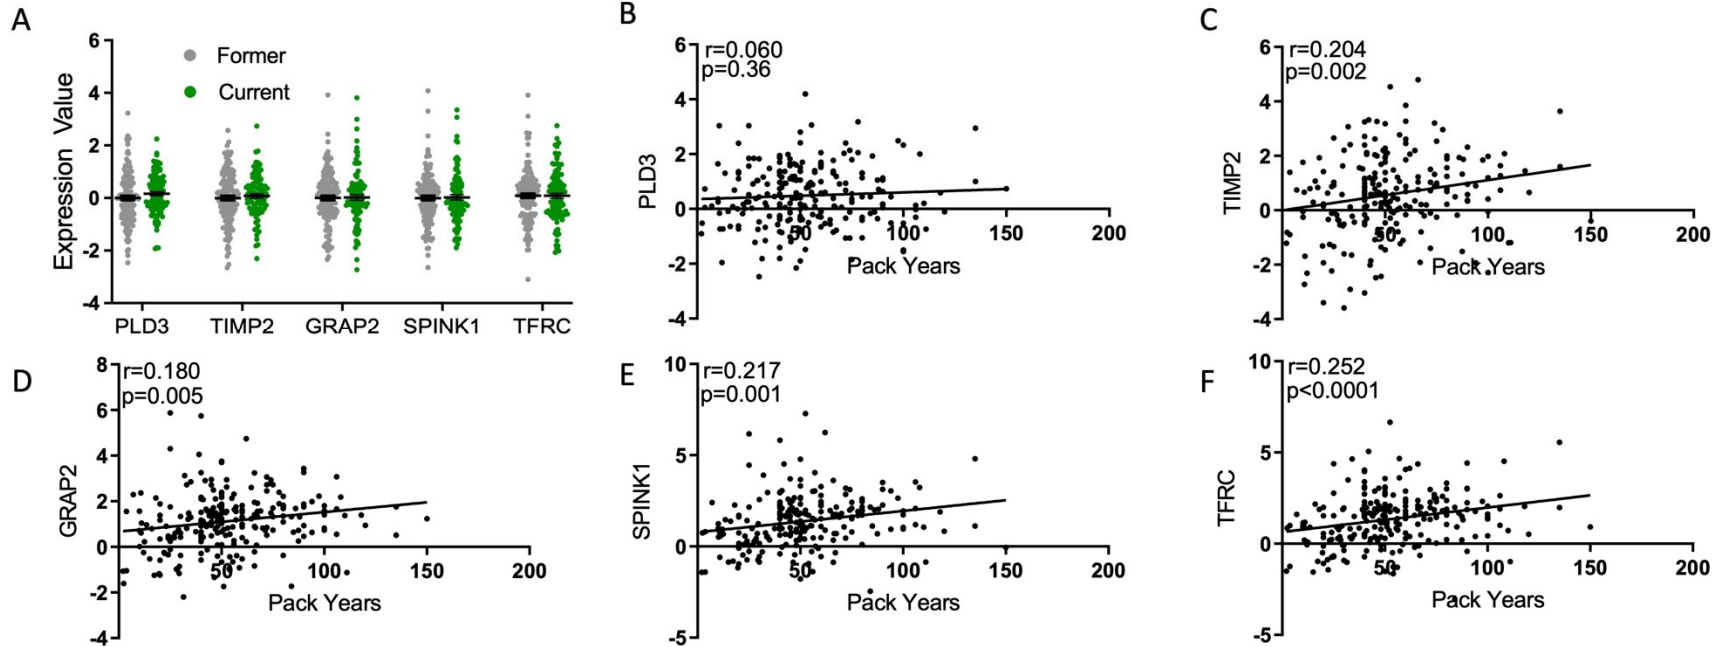 A
6
4
2
0
-2
-4
Expression Value
Former
Current
PLD3
TIMP2
GRAP2
SPINK1
TFRC
B
r=0.060
p=0.36
6
4
2
0
-2
-4
PLD3
50
100
150
200
Pack Years
C
r=0.204
p=0.002
6
4
2
0
-2
-4
TIMP2
50
100
150
200
Pack Years
D
r=0.180
p=0.005
8
6
4
2
0
-2
-4
GRAP2
50
100
150
200
Pack Years
E
r=0.217
p=0.001
10
5
0
-5
SPINK1
50
100
150
200
Pack Years
F
r=0.252
p<0.0001
10
5
0
-5
TFRC
50
100
150
200
Pack Years